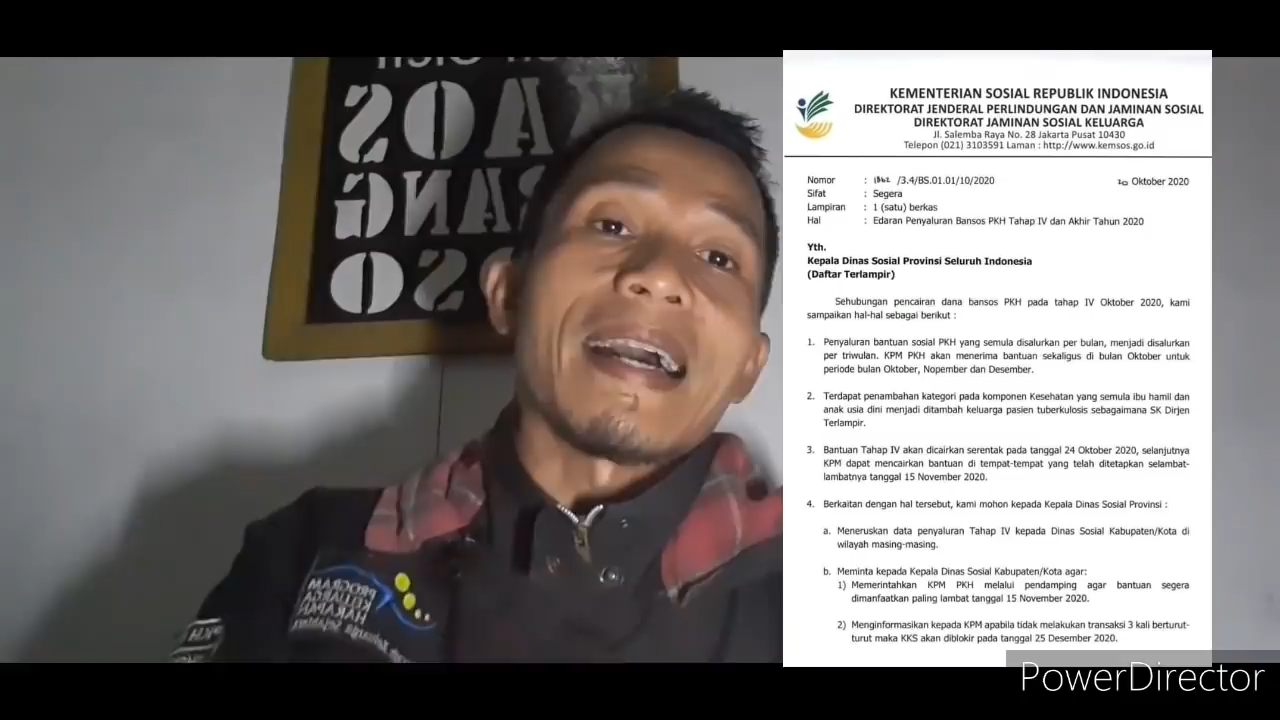 KAOS
RANG
SO
PROGRAM
KELUARGA
HARAPAN
KEMENTERIAN SOSIAL REPUBLIK INDONESIA
DIREKTORAT JENDERAL PERLINDUNGAN DAN JAMINAN SOSIAL
DIREKTORAT JAMINAN SOSIAL KELUARGA
Jl. Salemba Raya No. 28 Jakarta Pusat 10430
Telepon (021) 3103591 Laman : http://www.kemsos.go.id
Nomor : /3.4/BS.01.01/10/2020 20 Oktober 2020
Sifat : Segera
Lampiran : 1 (satu) berkas
Hal : Edaran Penyaluran Bansos PKH Tahap IV dan Akhir Tahun 2020
Yth.
Kepala Dinas Sosial Provinsi Seluruh Indonesia
(Daftar Terlampir)
Sehubungan pencairan dana bansos PKH pada tahap IV Oktober 2020, kami
sampaikan hal-hal sebagai berikut :
1. Penyaluran bantuan sosial PKH yang semula disalurkan per bulan, menjadi disalurkan
per triwulan. KPM PKH akan menerima bantuan sekaligus di bulan Oktober untuk
periode bulan Oktober, Nopember dan Desember.
2. Terdapat penambahan kategori pada komponen Kesehatan yang semula ibu hamil dan
anak usia dini menjadi ditambah keluarga pasien tuberkulosis sebagaimana SK Dirjen
Terlampir.
3. Bantuan Tahap IV akan dicairkan serentak pada tanggal 24 Oktober 2020, selanjutnya
KPM dapat mencairkan bantuan di tempat-tempat yang telah ditetapkan selambat-
lambatnya tanggal 15 November 2020.
4. Berkaitan dengan hal tersebut, kami mohon kepada Kepala Dinas Sosial Provinsi :
a. Meneruskan data penyaluran Tahap IV kepada Dinas Sosial Kabupaten/Kota di
wilayah masing-masing.
b. Meminta kepada Kepala Dinas Sosial Kabupaten/Kota agar:
1) Memerintahkan KPM PKH melalui pendamping agar bantuan segera
dimanfaatkan paling lambat tanggal 15 November 2020.
2) Menginformasikan kepada KPM apabila tidak melakukan transaksi 3 kali berturut-
turut maka KKS akan diblokir pada tanggal 25 Desember 2020.
PowerDirector